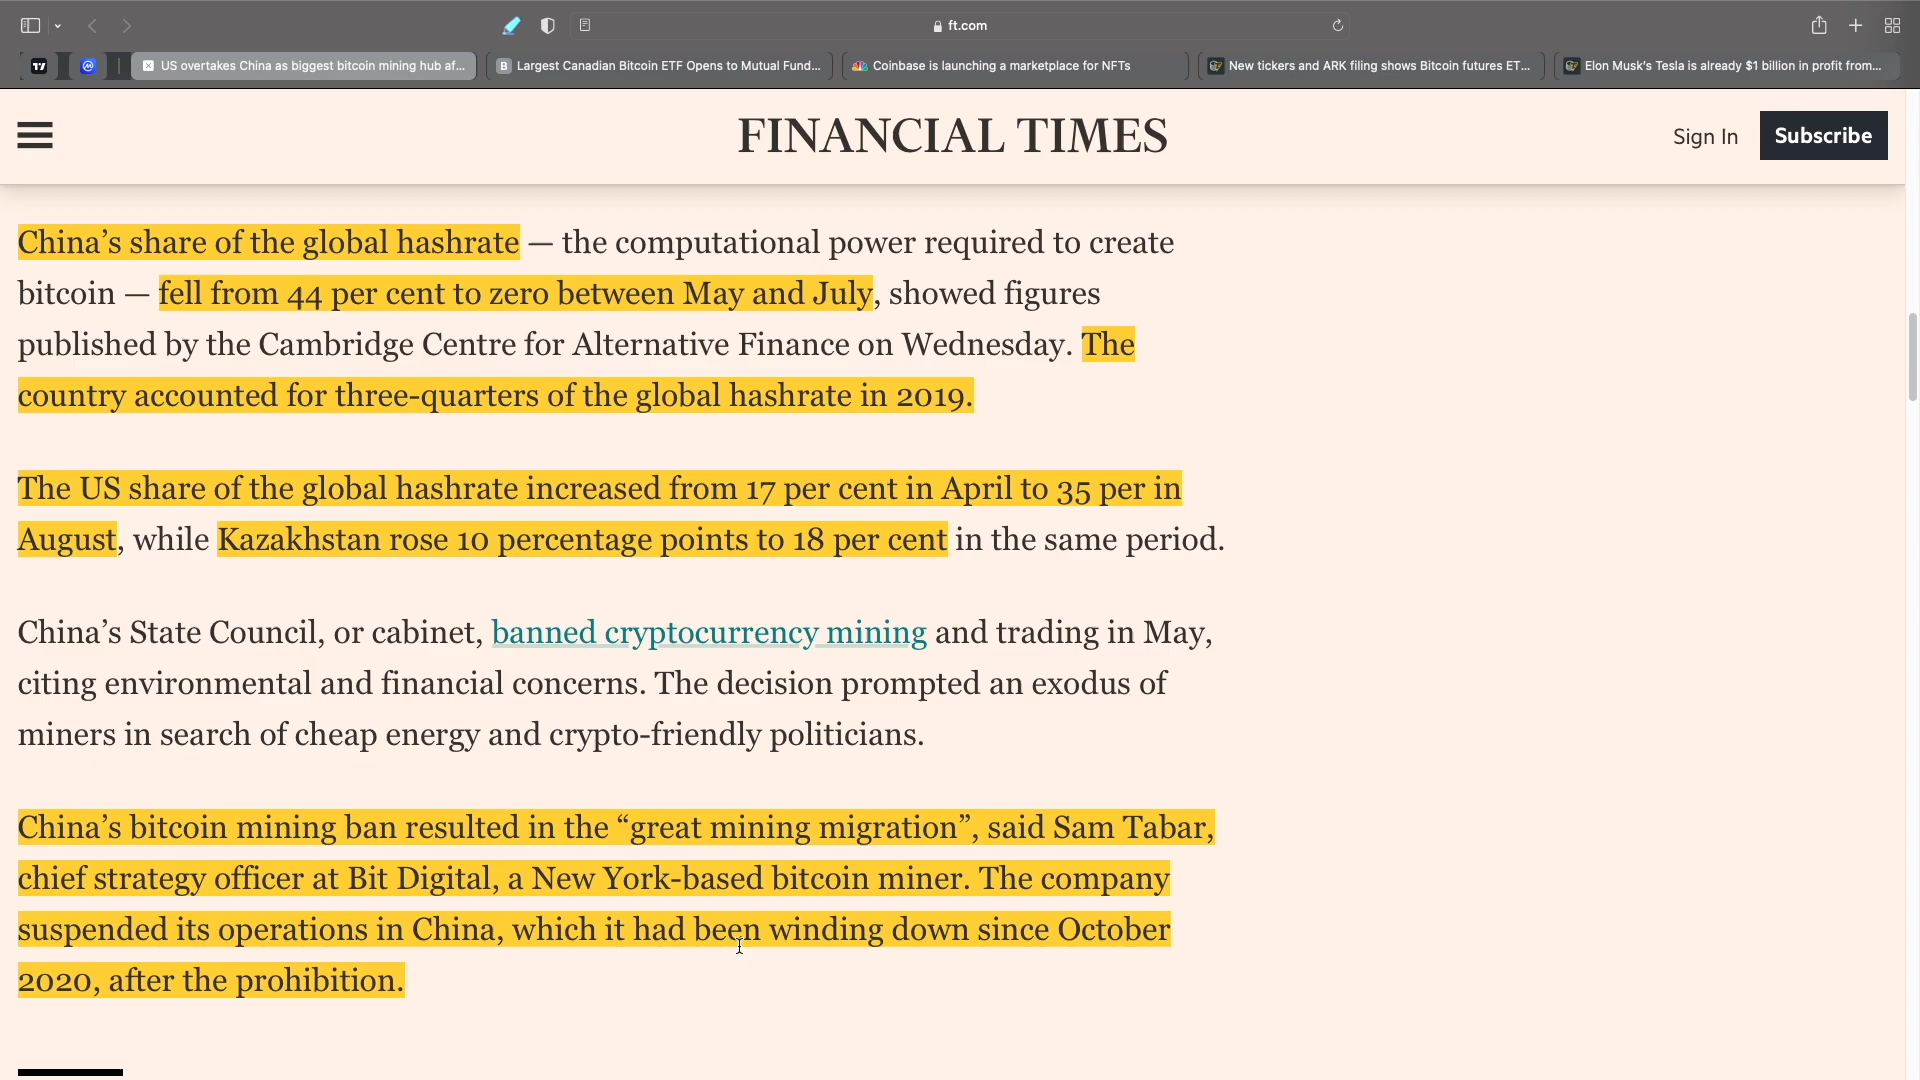 ft.com
US overtakes China as biggest bitcoin mining hub af...
B Largest Canadian Bitcoin ETF Opens to Mutual Fund...
Coinbase is launching a marketplace for NFTs
New tickers and ARK filing shows Bitcoin futures ET...
Elon Musk's Tesla is already $1 billion in profit from...
FINANCIAL TIMES
Sign In
Subscribe
China’s share of the global hashrate — the computational power required to create
bitcoin — fell from 44 per cent to zero between May and July, showed figures
published by the Cambridge Centre for Alternative Finance on Wednesday. The
country accounted for three-quarters of the global hashrate in 2019.
The US share of the global hashrate increased from 17 per cent in April to 35 per in
August, while Kazakhstan rose 10 percentage points to 18 per cent in the same period.
China’s State Council, or cabinet, banned cryptocurrency mining and trading in May,
citing environmental and financial concerns. The decision prompted an exodus of
miners in search of cheap energy and crypto-friendly politicians.
China’s bitcoin mining ban resulted in the “great mining migration”, said Sam Tabar,
chief strategy officer at Bit Digital, a New York-based bitcoin miner. The company
suspended its operations in China, which it had been winding down since October
2020, after the prohibition.